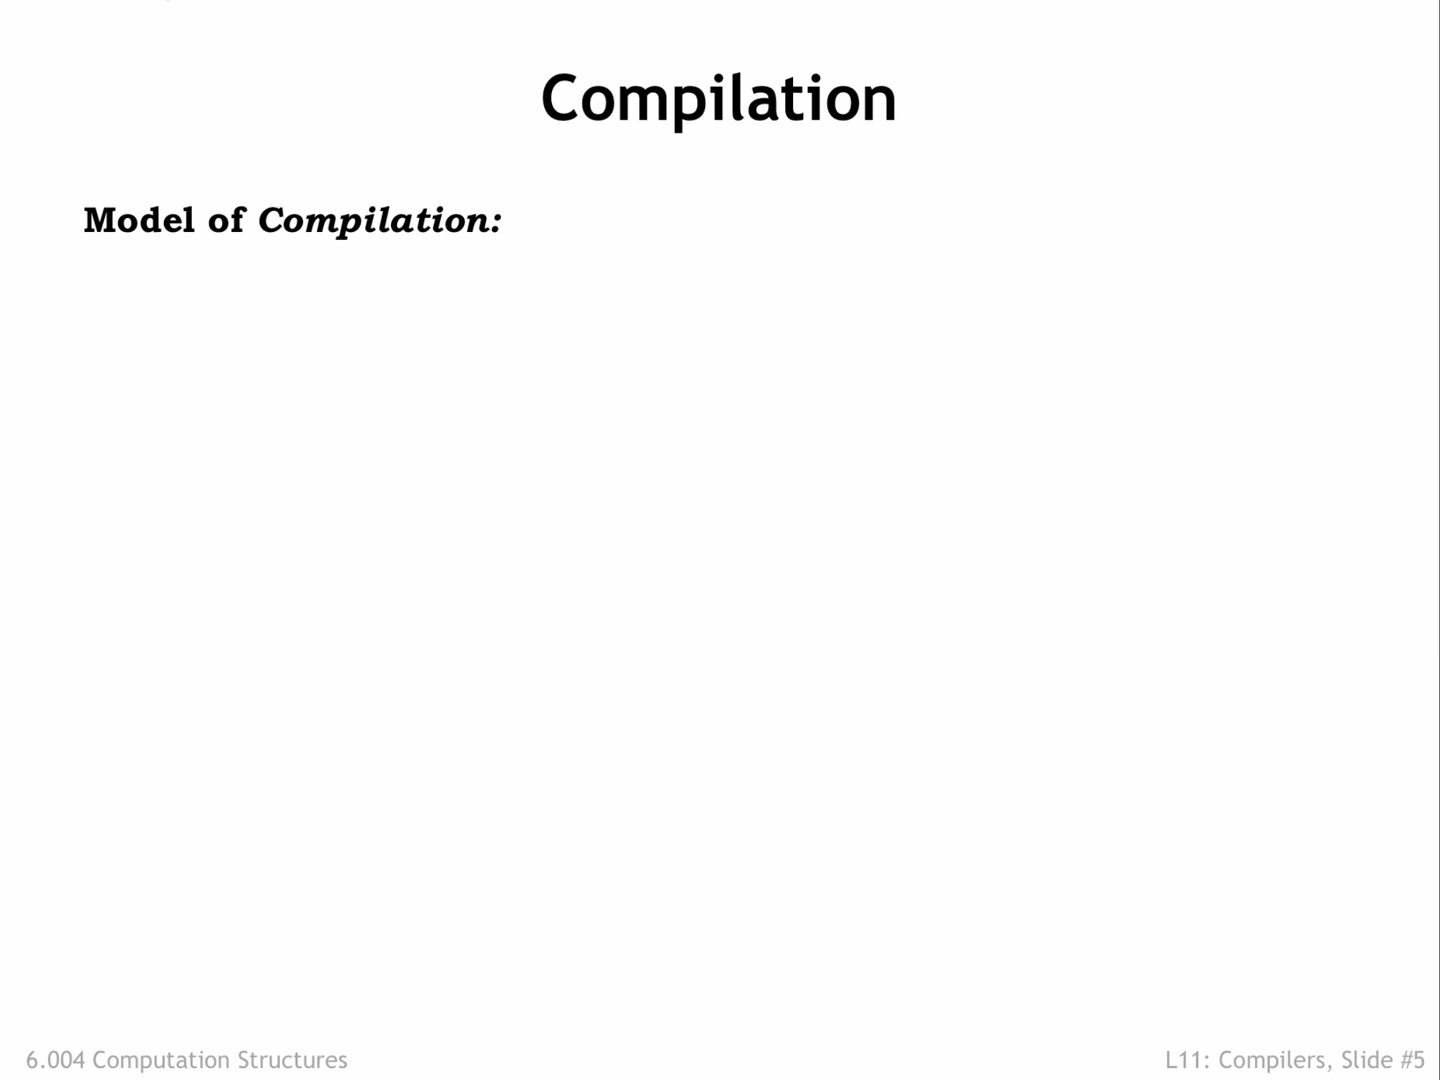 Compilation
Model of Compilation:
6.004 Computation Structures
L11: Compilers, Slide #5